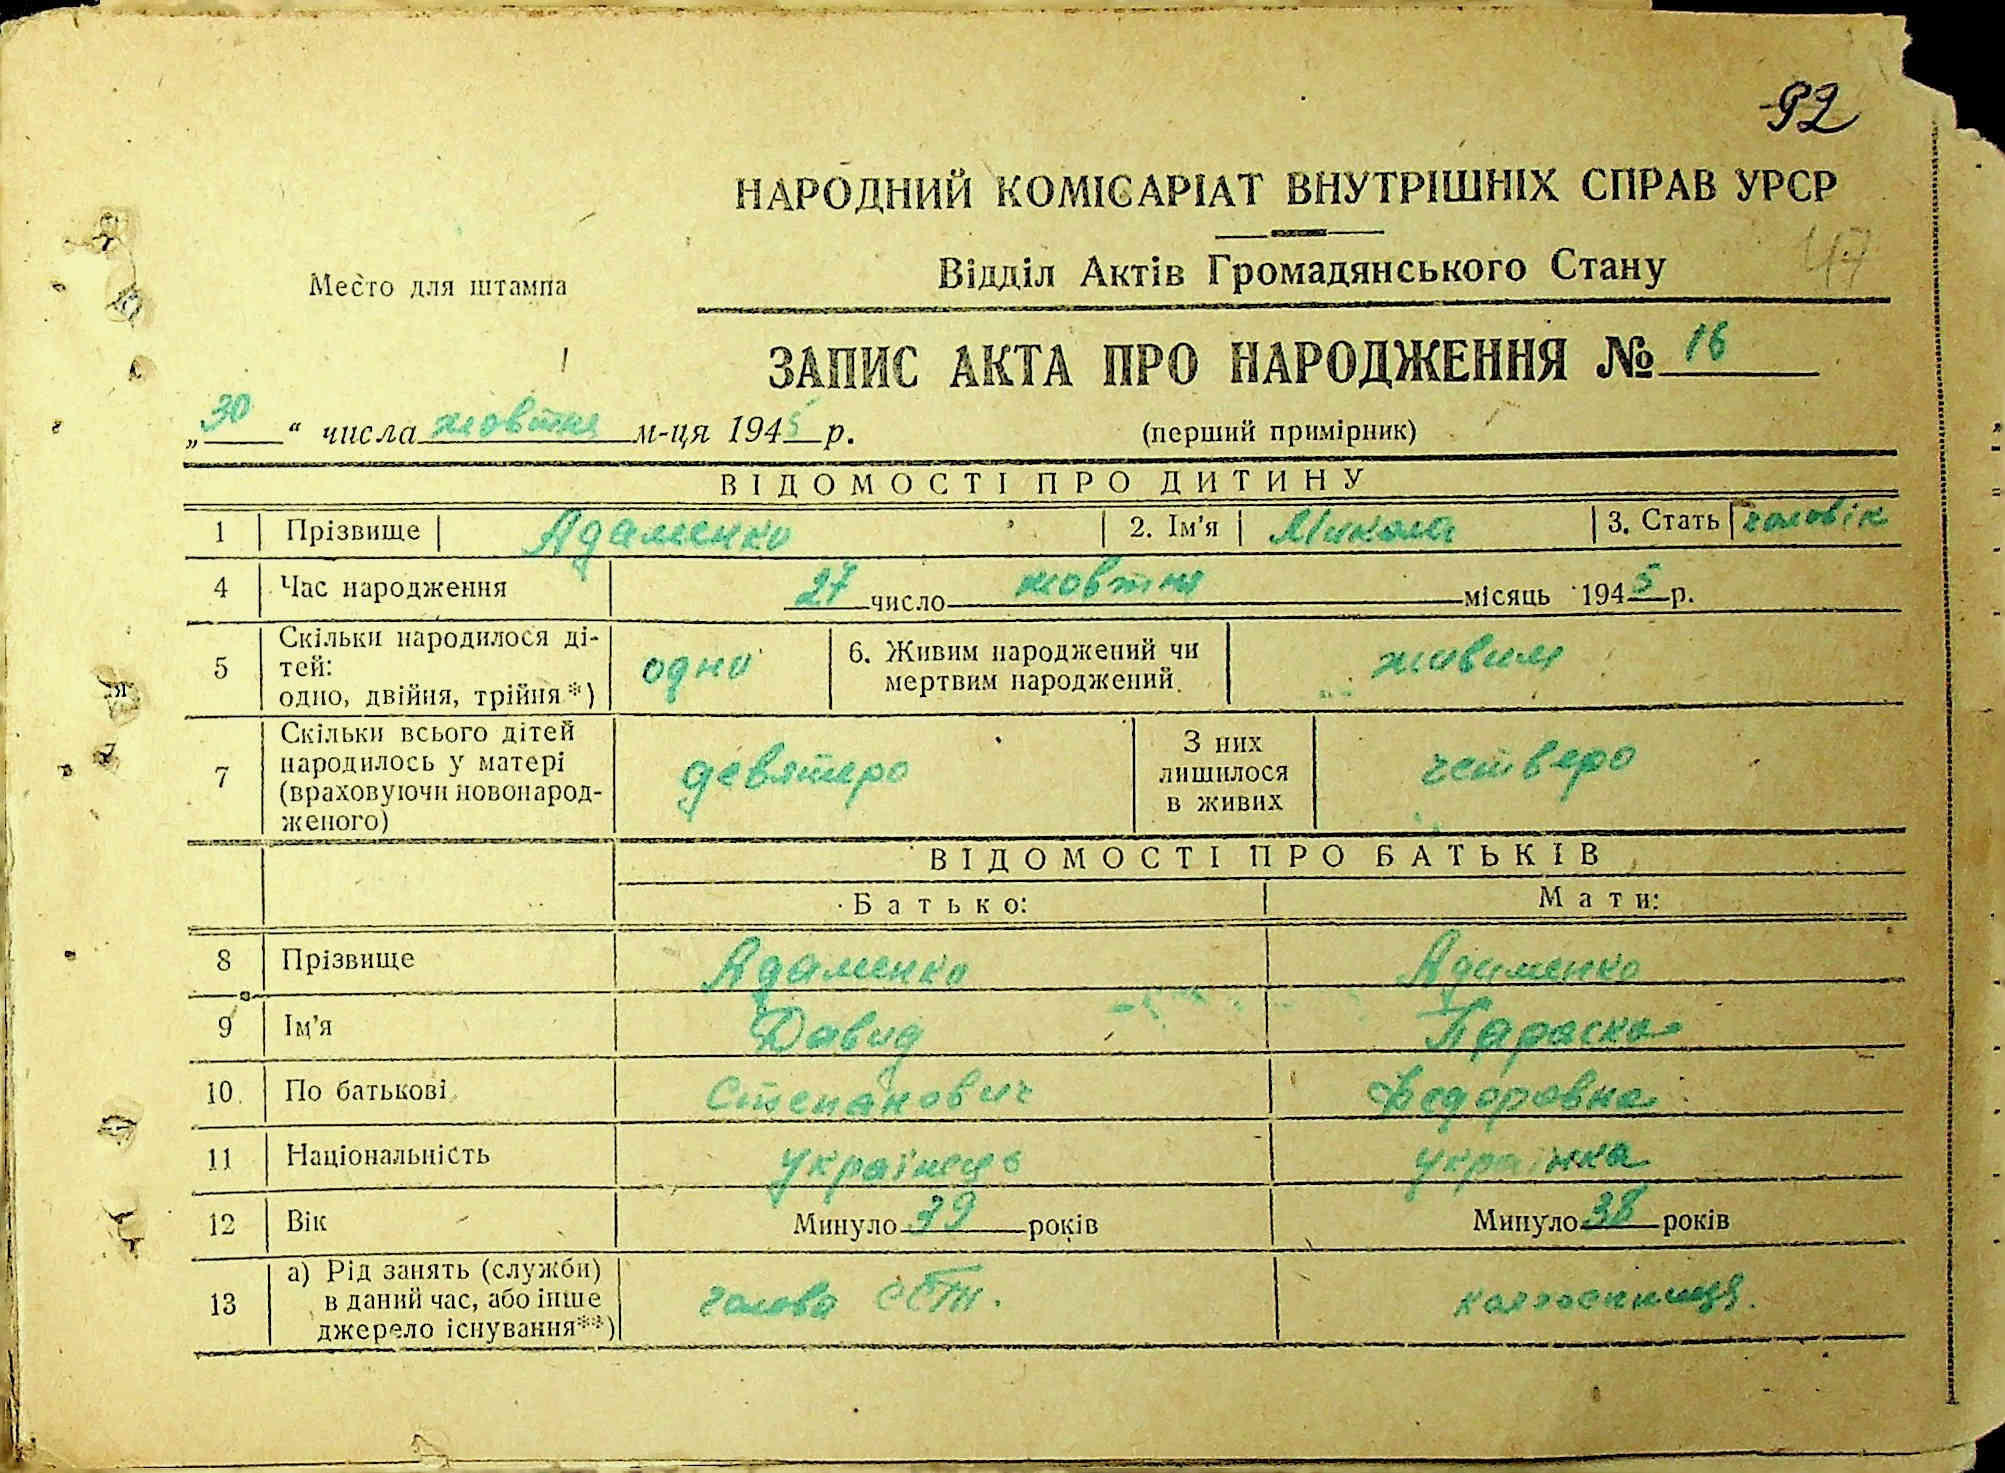 92
НАРОДНИЙ КОМІСАРІАТ ВНУТРІШНІХ СПРАВ УРСР
47
Место для штампа
Відділ Актів Громадянського Стану
ЗАПИС АКТА ПРО НАРОДЖЕННЯ № 16
„30“ числа жовтня м-ця 1945 р. (перший примірник)
ВІДОМОСТІ ПРО ДИТИНУ
1 Прізвище Адаменко 2. Ім'я Микола 3. Стать чоловік
4 Час народження 27 число жовтня місяць 1945 р.
5 Скільки народилося ді-
тей:
одно, двійня, трійня*) одно 6. Живим народжений чи
мертвим народжений живим
7 Скільки всього дітей
народилось у матері
(враховуючи новонарод-
женого) девятеро З них
лишилося
в живих четверо
ВІДОМОСТІ ПРО БАТЬКІВ
Батько: Мати:
8 Прізвище Адаменко Адаменко
9 Ім'я Давид Параска
10 По батькові Степанович Федоровна
11 Національність українець українка
12 Вік Минуло 39 років Минуло 38 років
13 а) Рід занять (служби)
в даний час, або інше
джерело існування**) голова колгоспниця.